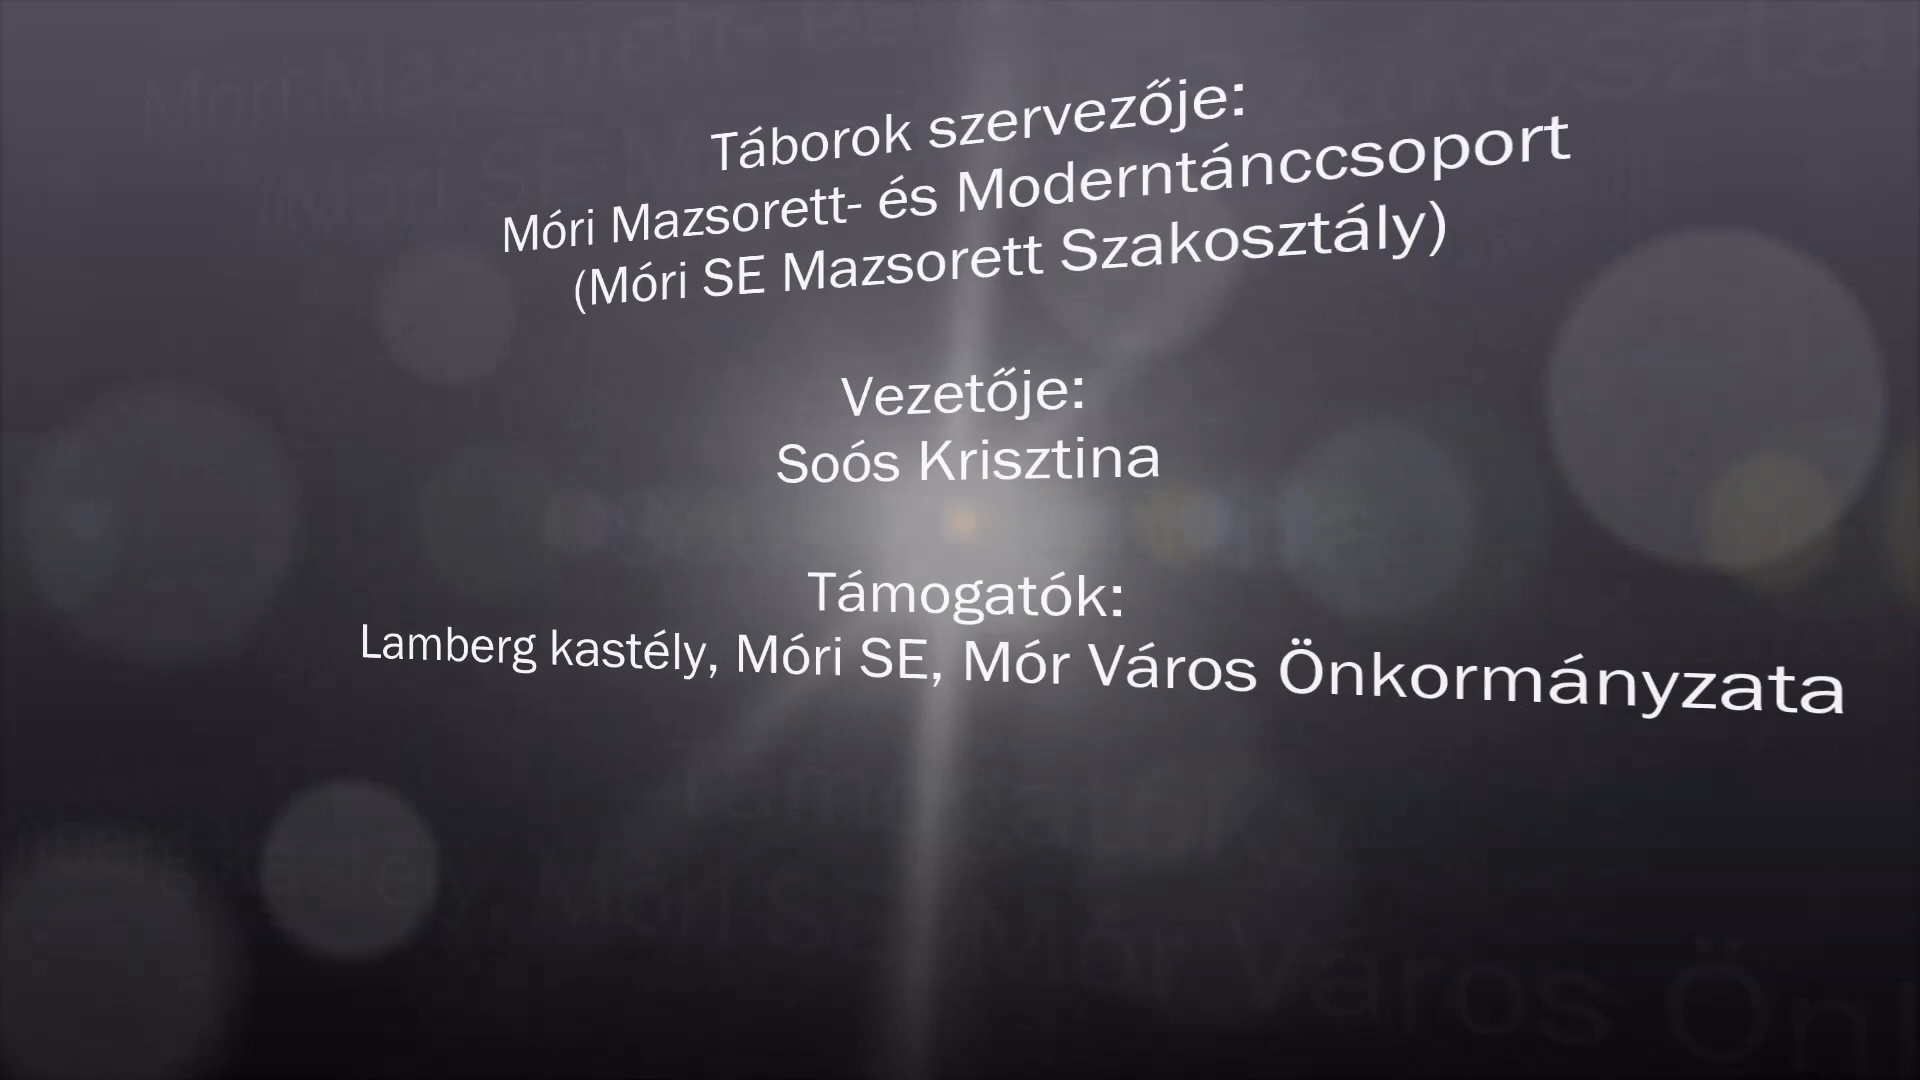 Táborok szervezője:
Móri Mazsorett- és Moderntánccsoport
(Móri SE Mazsorett Szakosztály)
Vezetője:
Soós Krisztina
Támogatók:
Lamberg kastély, Móri SE, Mór Város Önkormányzata